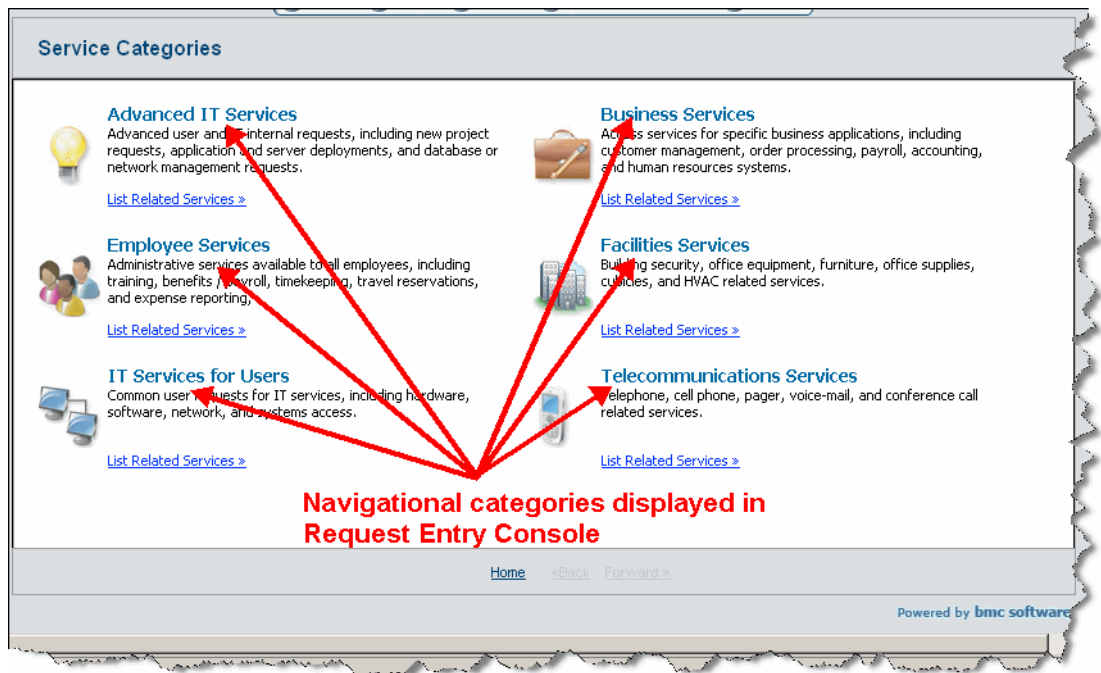 Service Categories
Advanced IT Services
Advanced user and IT internal requests, including new project
requests, application and server deployments, and database or
network management requests.
List Related Services »
Business Services
Access services for specific business applications, including
customer management, order processing, payroll, accounting,
and human resources systems.
List Related Services »
Employee Services
Administrative services available to all employees, including
training, benefits / payroll, timekeeping, travel reservations,
and expense reporting,
List Related Services »
Facilities Services
Building security, office equipment, furniture, office supplies,
cubicles, and HVAC related services.
List Related Services »
IT Services for Users
Common user requests for IT services, including hardware,
software, network, and systems access.
List Related Services »
Telecommunications Services
Telephone, cell phone, pager, voice-mail, and conference call
related services.
List Related Services »
Navigational categories displayed in
Request Entry Console
Home <Back Forward >
Powered by bmc software